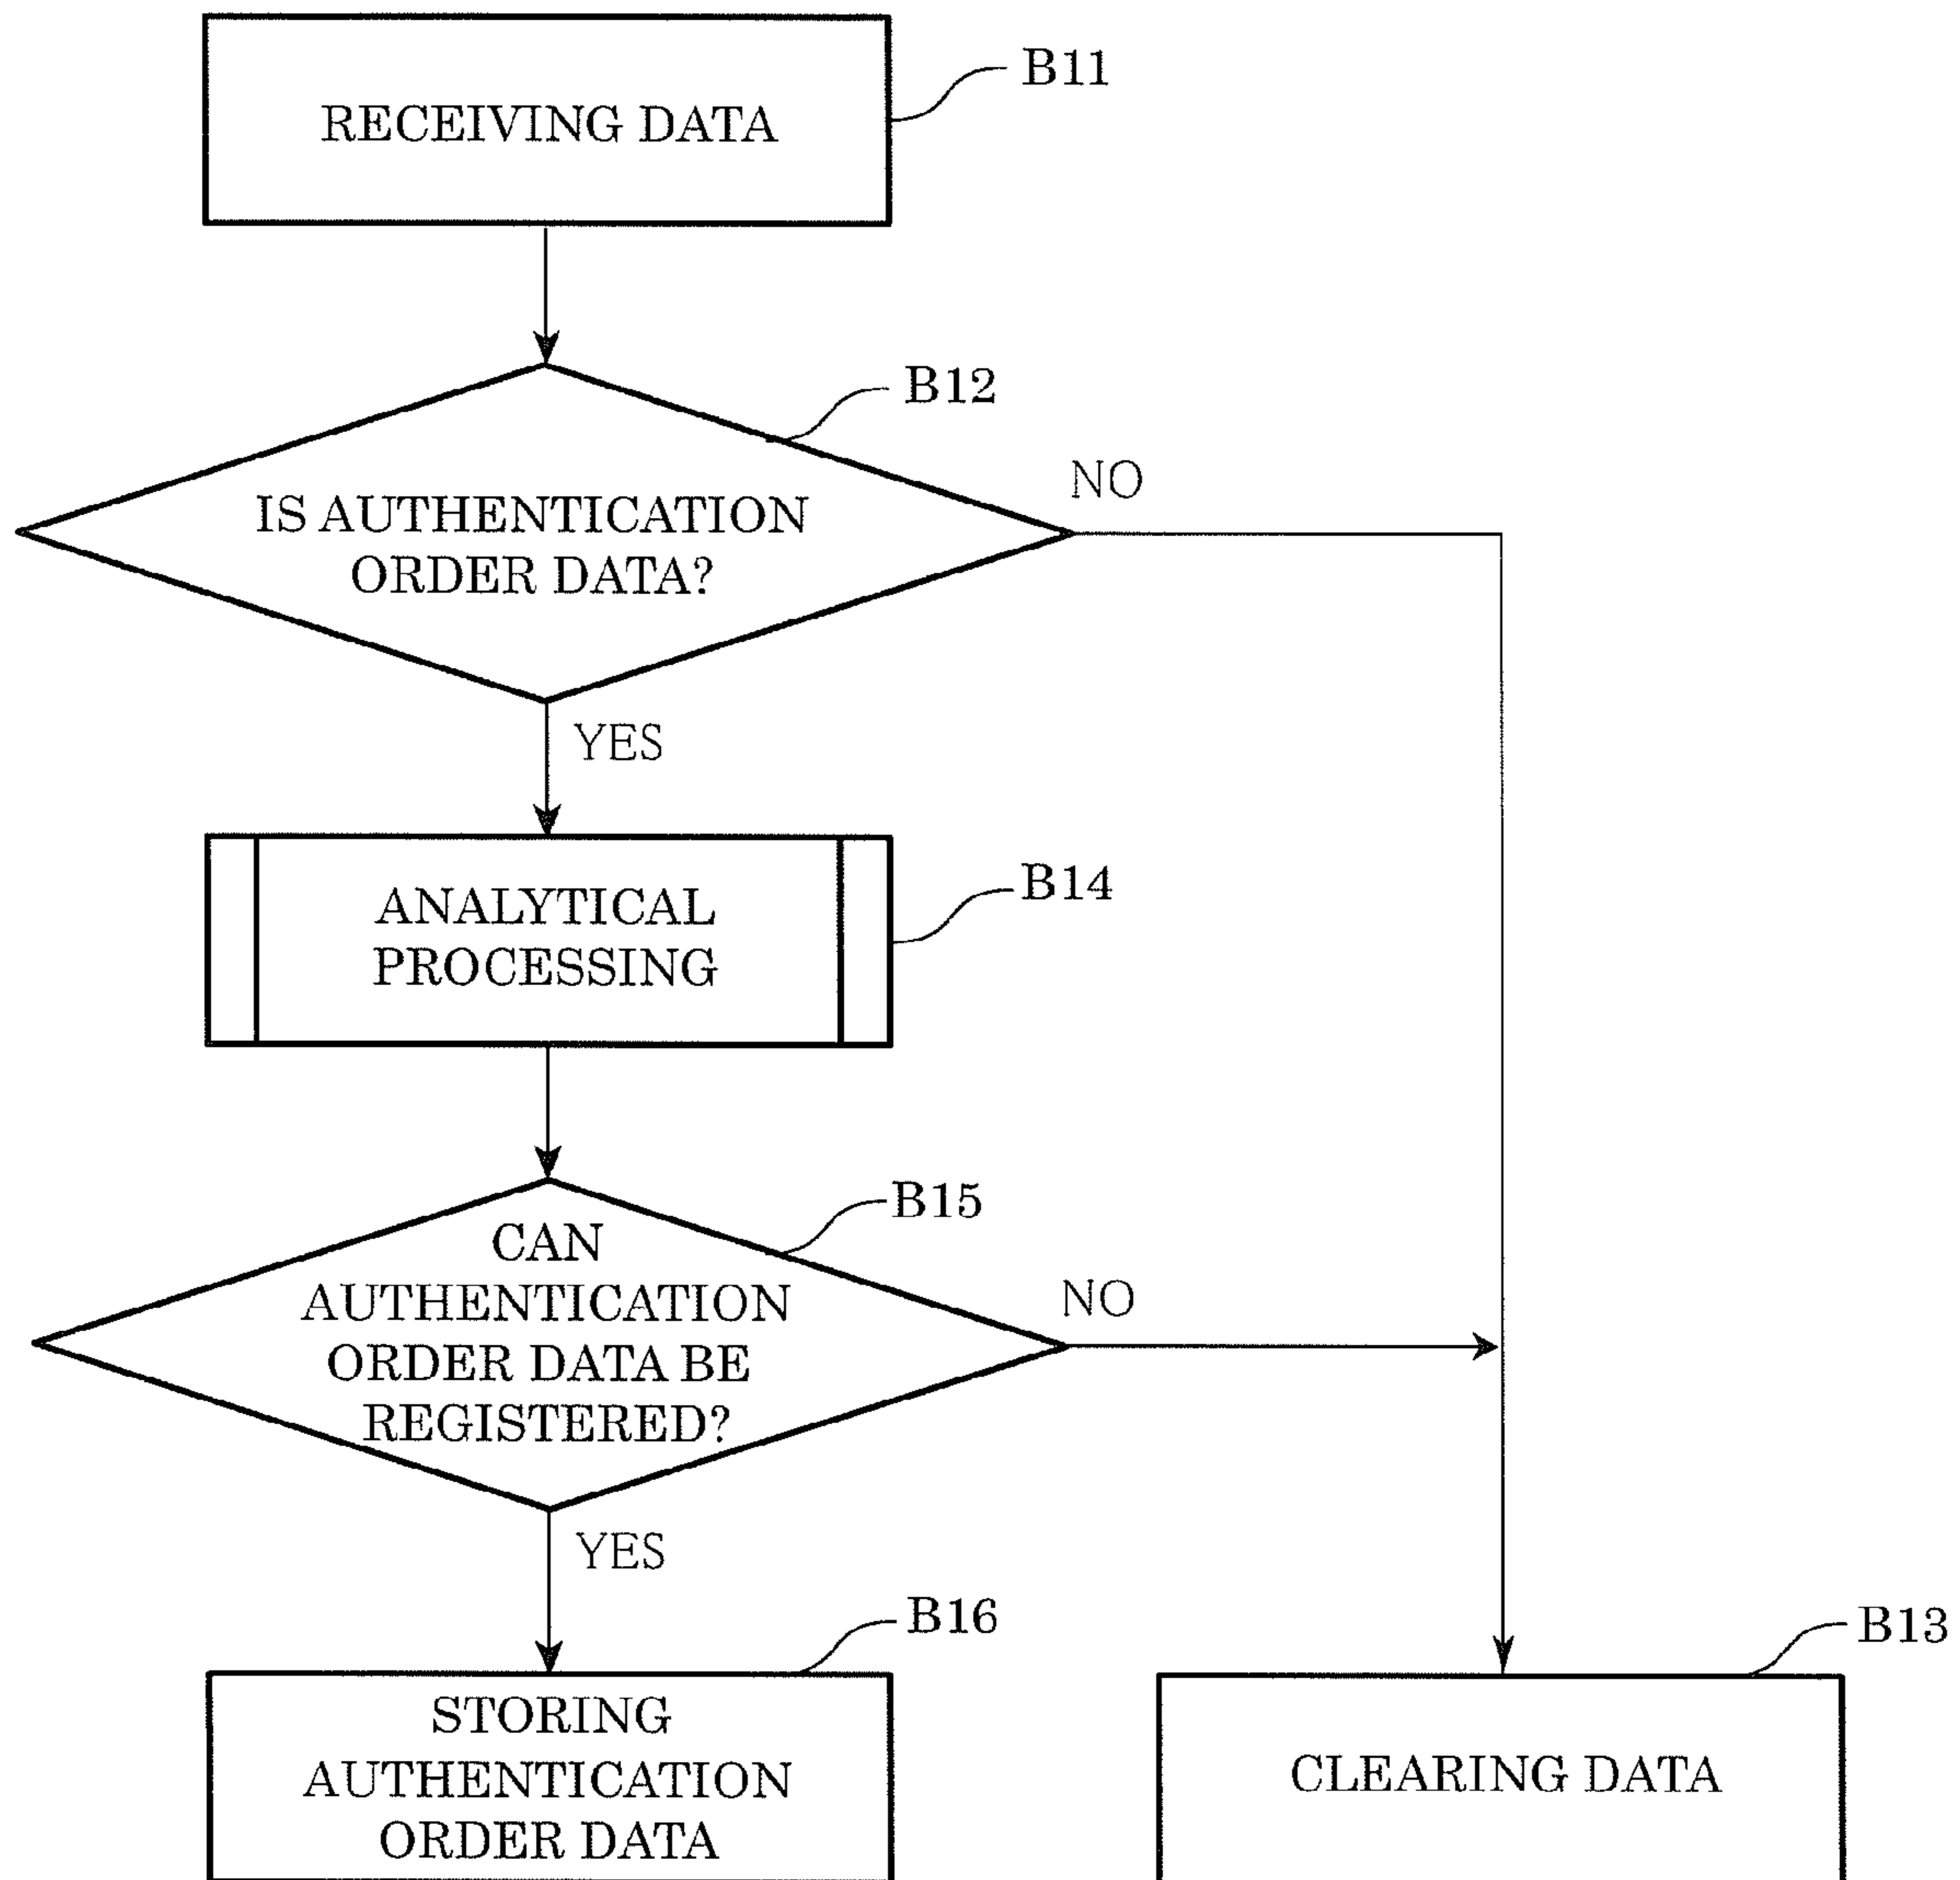 RECEIVING DATA
B11
B12
IS AUTHENTICATION
ORDER DATA?
NO
YES
ANALYTICAL
PROCESSING
B14
B15
CAN
AUTHENTICATION
ORDER DATA BE
REGISTERED?
NO
YES
B16
STORING
AUTHENTICATION
ORDER DATA
B13
CLEARING DATA